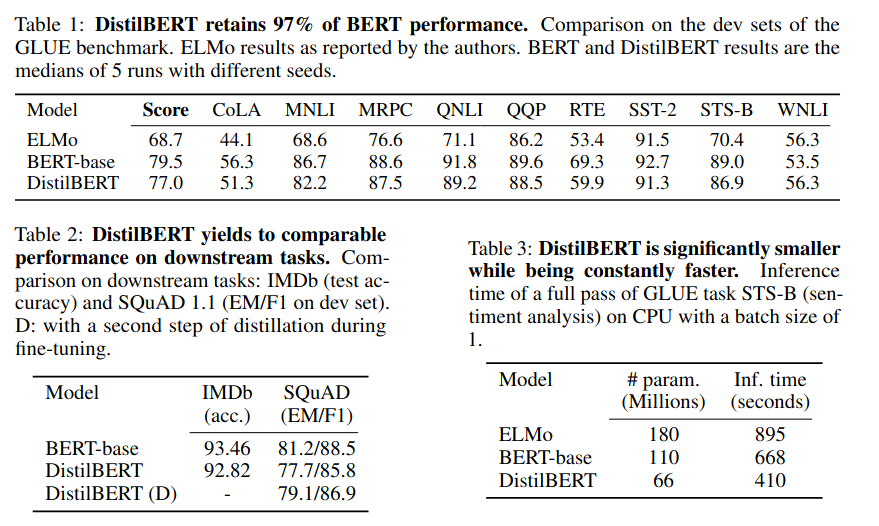 Table 1: DistilBERT retains 97% of BERT performance. Comparison on the dev sets of the
GLUE benchmark. ELMo results as reported by the authors. BERT and DistilBERT results are the
medians of 5 runs with different seeds.
Model Score CoLA MNLI MRPC QNLI QQP RTE SST-2 STS-B WNLI
ELMo 68.7 44.1 68.6 76.6 71.1 86.2 53.4 91.5 70.4 56.3
BERT-base 79.5 56.3 86.7 88.6 91.8 89.6 69.3 92.7 89.0 53.5
DistilBERT 77.0 51.3 82.2 87.5 89.2 88.5 59.9 91.3 86.9 56.3
Table 2: DistilBERT yields to comparable
performance on downstream tasks. Com-
parison on downstream tasks: IMDb (test ac-
curacy) and SQuAD 1.1 (EM/F1 on dev set).
D: with a second step of distillation during
fine-tuning.
Model IMDb SQuAD
(acc.) (EM/F1)
BERT-base 93.46 81.2/88.5
DistilBERT 92.82 77.7/85.8
DistilBERT (D) - 79.1/86.9
Table 3: DistilBERT is significantly smaller
while being constantly faster. Inference
time of a full pass of GLUE task STS-B (sen-
timent analysis) on CPU with a batch size of
1.
Model # param. Inf. time
(Millions) (seconds)
ELMo 180 895
BERT-base 110 668
DistilBERT 66 410